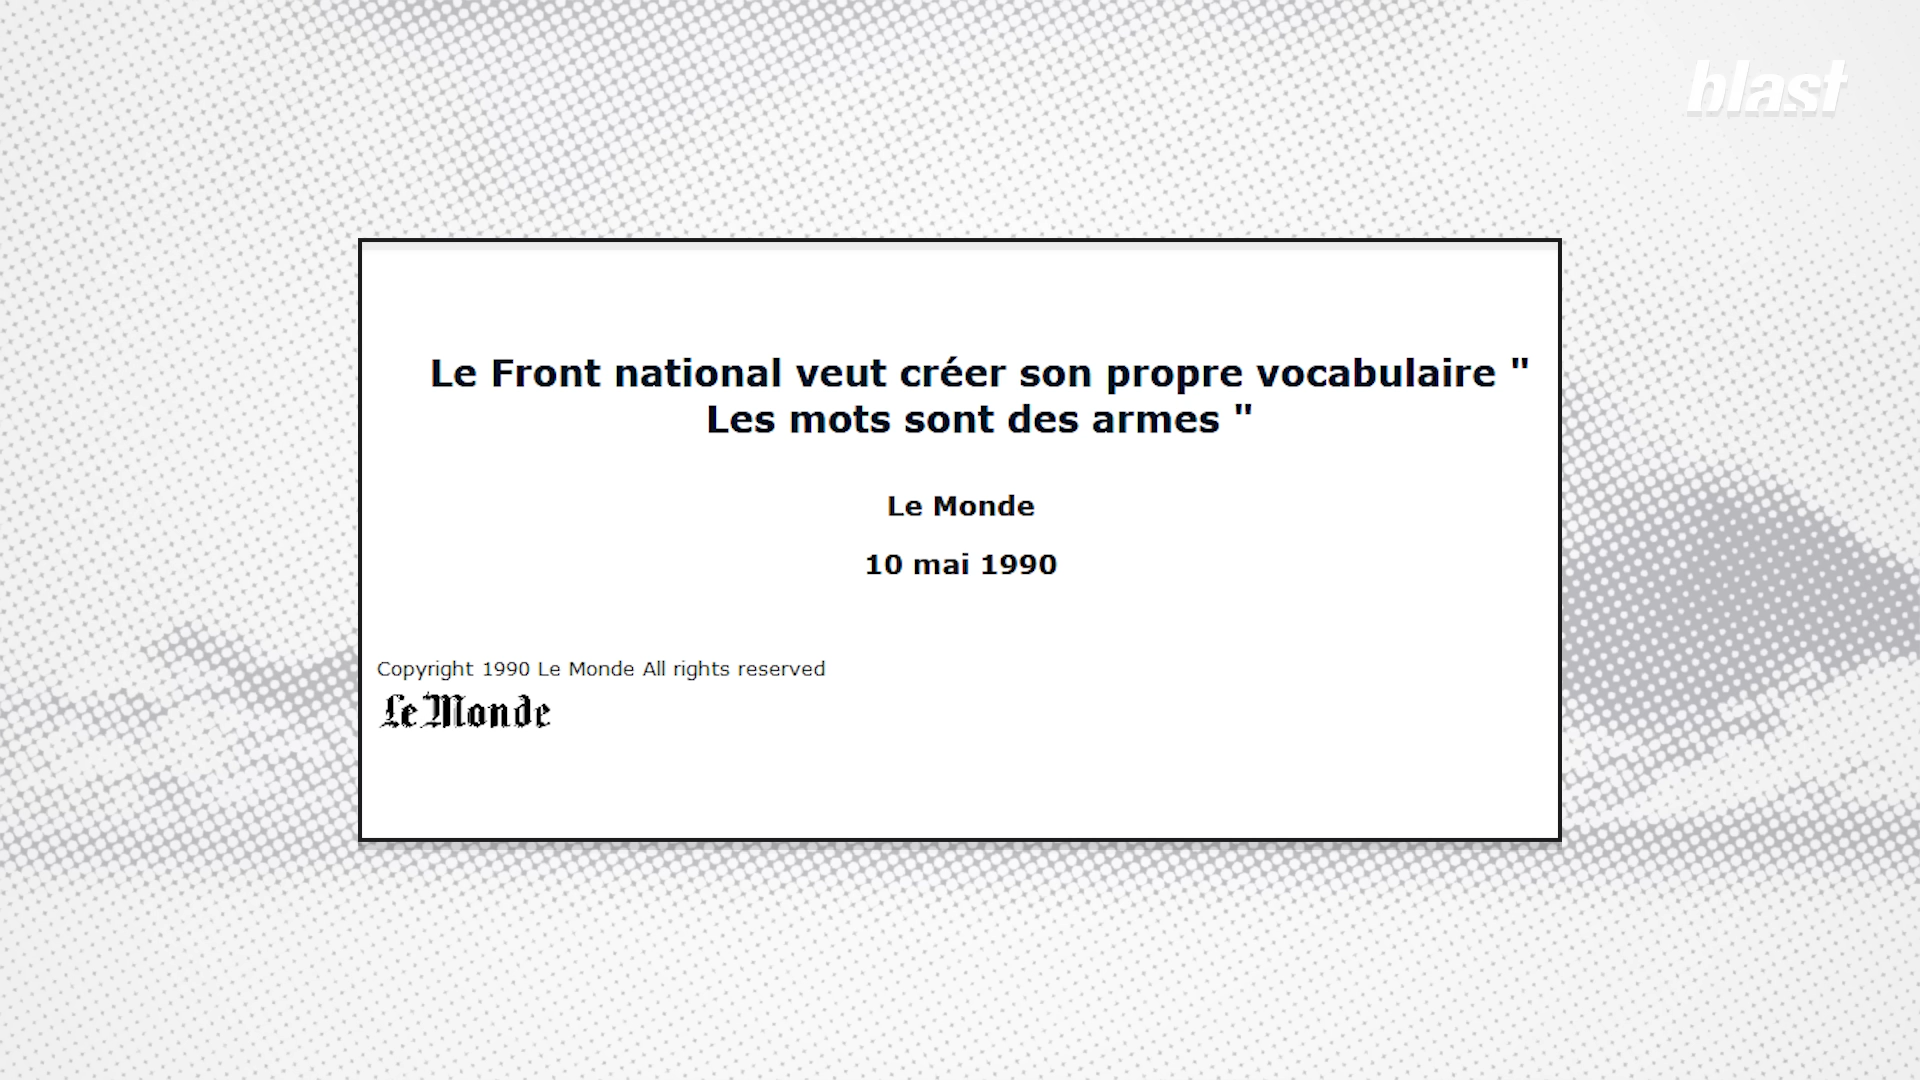 blast
Le Front national veut créer son propre vocabulaire "
Les mots sont des armes "
Le Monde
10 mai 1990
Copyright 1990 Le Monde All rights reserved
Le Monde